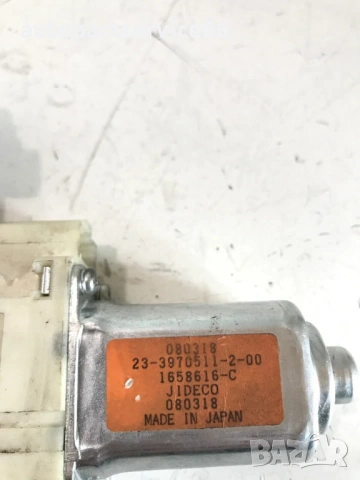 080318
23-3970511-2-00
1658616-C
JIDECO
080318
MADE IN JAPAN
BAZAR